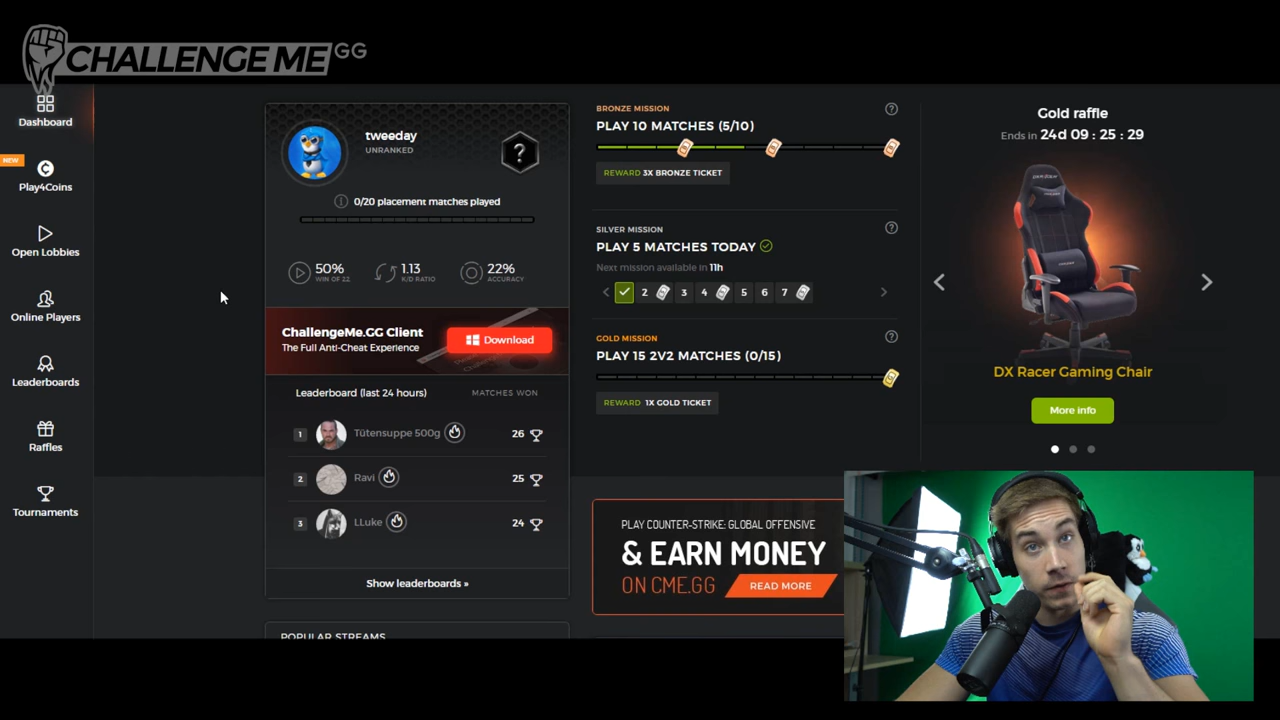 CHALLENGE ME GG
Dashboard
NEW
Play4Coins
Open Lobbies
Online Players
Leaderboards
Raffles
Tournaments
tweeday
UNRANKED
?
0/20 placement matches played
50%
WIN OF 22
1.13
K/D RATIO
22%
ACCURACY
ChallengeMe.GG Client
The Full Anti-Cheat Experience
Download
Leaderboard (last 24 hours) MATCHES WON
1 Tütensuppe 500g 26
2 Ravi 25
3 LLuke 24
Show leaderboards »
POPULAR STREAMS
BRONZE MISSION
PLAY 10 MATCHES (5/10)
REWARD 3X BRONZE TICKET
SILVER MISSION
PLAY 5 MATCHES TODAY
Next mission available in 11h
2 3 4 5 6 7
GOLD MISSION
PLAY 15 2V2 MATCHES (0/15)
REWARD 1X GOLD TICKET
PLAY COUNTER-STRIKE: GLOBAL OFFENSIVE
& EARN MONEY
ON CME.GG
READ MORE
Gold raffle
Ends in 24d 09 : 25 : 29
DX Racer Gaming Chair
More info